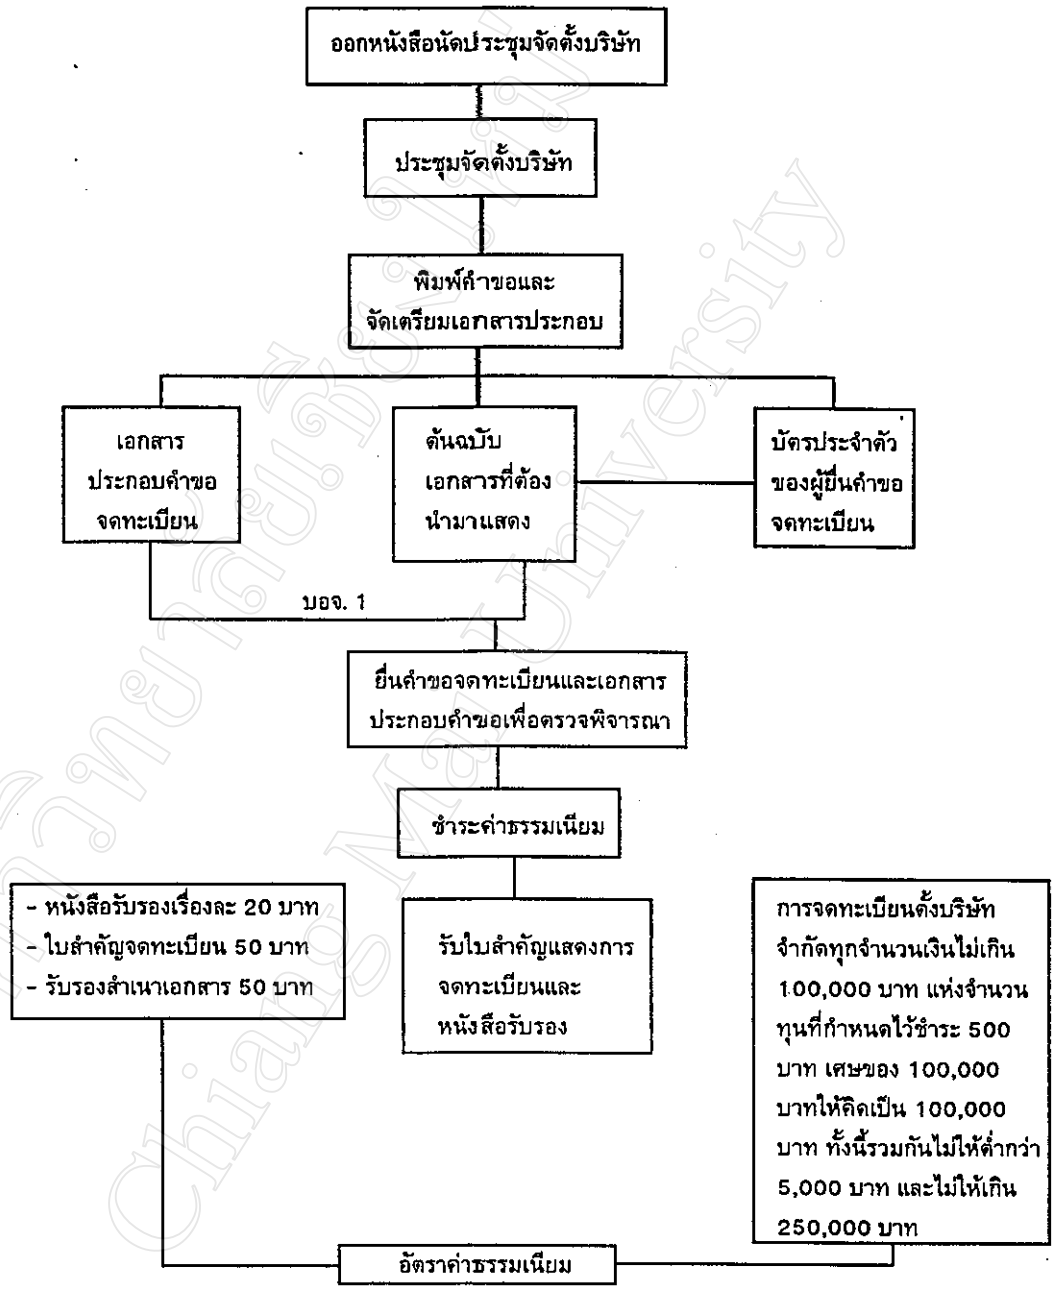 ออกหนังสือนัดประชุมจัดตั้งบริษัท
ประชุมจัดตั้งบริษัท
พิมพ์คำขอและ
จัดเตรียมเอกสารประกอบ
เอกสาร
ประกอบคำขอ
จดทะเบียน
ต้นฉบับ
เอกสารที่ต้อง
นำมาแสดง
บัตรประจำตัว
ของผู้ยื่นคำขอ
จดทะเบียน
บอจ. 1
ยื่นคำขอจดทะเบียนและเอกสาร
ประกอบคำขอเพื่อตรวจพิจารณา
ชำระค่าธรรมเนียม
- หนังสือรับรองเรื่องละ 20 บาท
- ใบสำคัญจดทะเบียน 50 บาท
- รับรองสำเนาเอกสาร 50 บาท
รับใบสำคัญแสดงการ
จดทะเบียนและ
หนังสือรับรอง
การจดทะเบียนตั้งบริษัท
จำกัดทุกจำนวนเงินไม่เกิน
100,000 บาท แห่งจำนวน
ทุนที่กำหนดไว้ชำระ 500
บาท เศษของ 100,000
บาทให้คิดเป็น 100,000
บาท ทั้งนี้รวมกันไม่ให้ต่ำกว่า
5,000 บาท และไม่ให้เกิน
250,000 บาท
อัตราค่าธรรมเนียม
Chiang Mai University